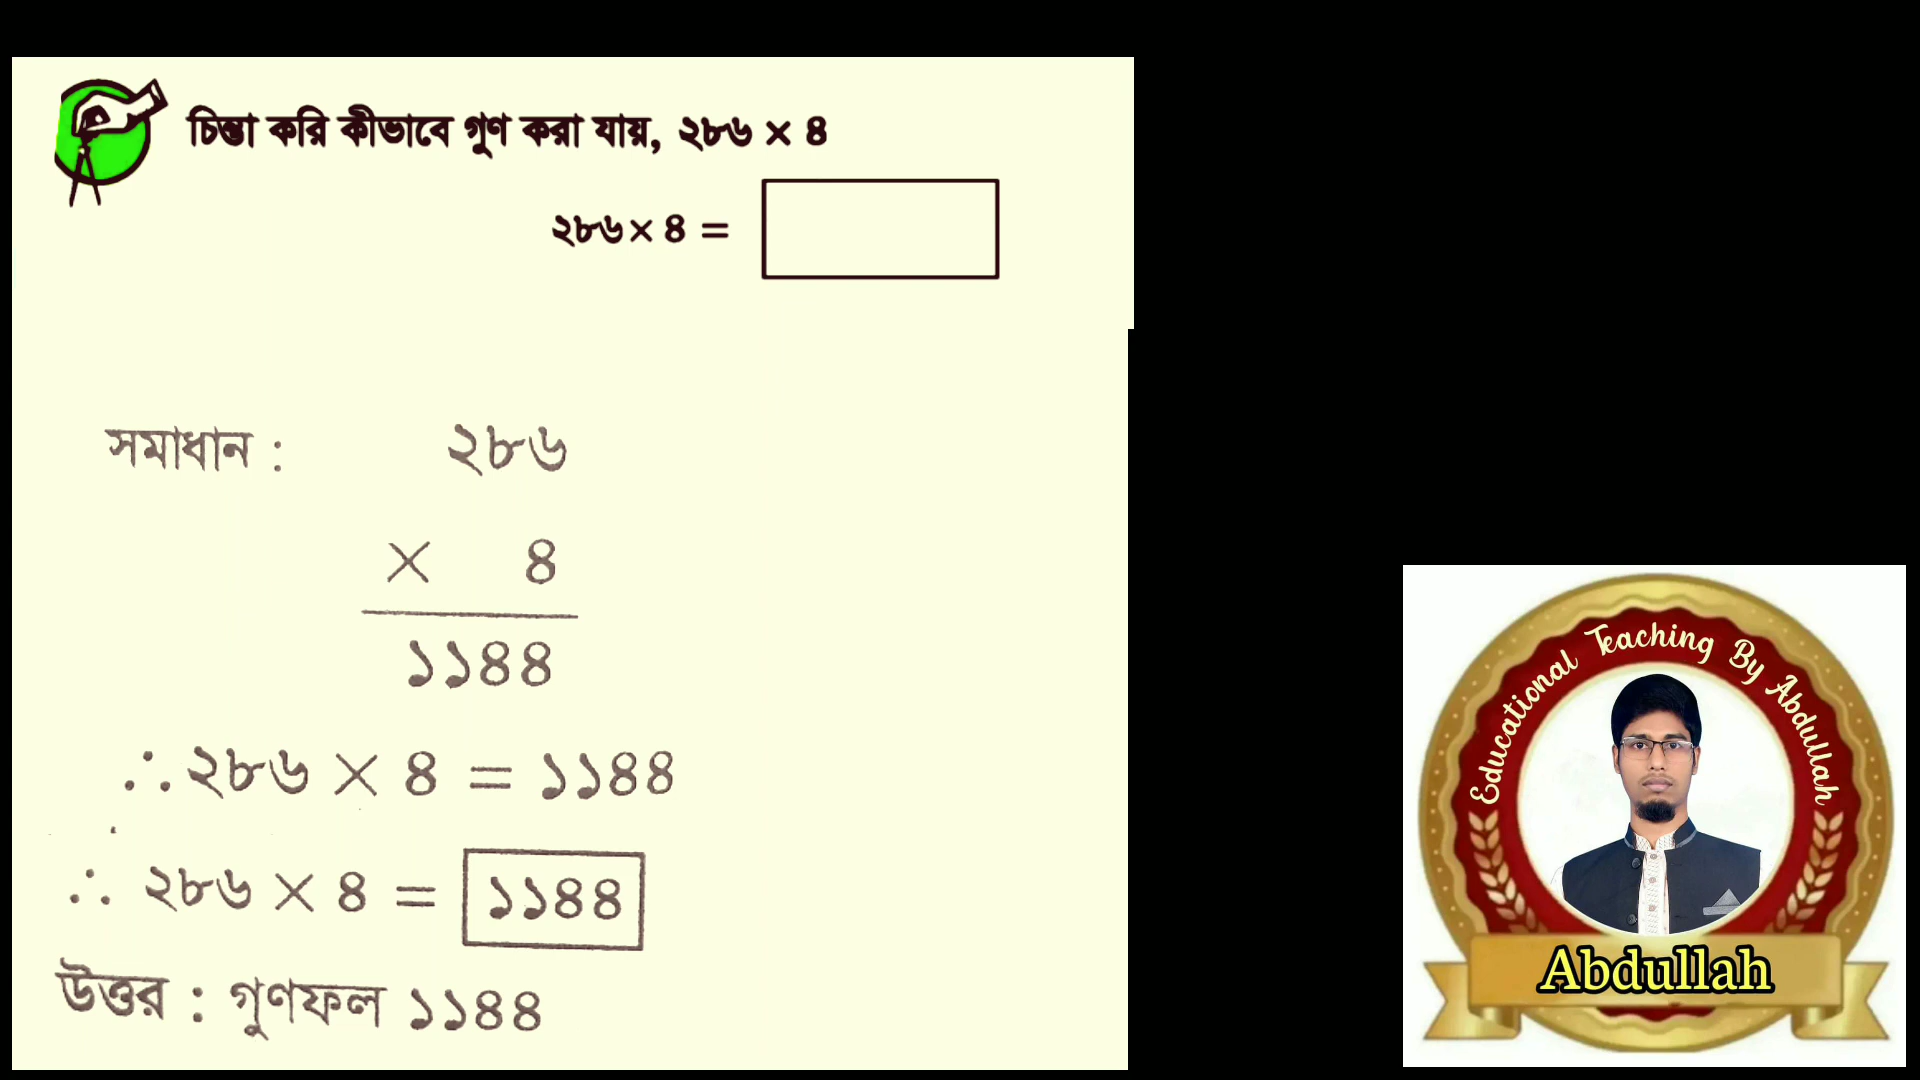 চিন্তা করি কীভাবে গুণ করা যায়, ২৮৬ × ৪
২৮৬× ৪ =
সমাধান : ২৮৬
× ৪
১১৪৪
∴ ২৮৬ × ৪ = ১১৪৪
∴ ২৮৬ × ৪ = ১১৪৪
উত্তর : গুণফল ১১৪৪
Educational Teaching By Abdullah
Abdullah